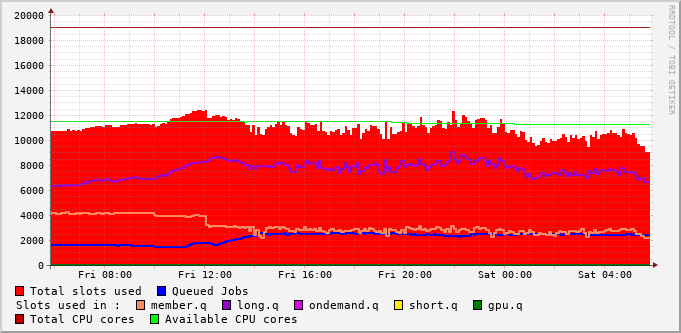 RRDTOOL / TOBI OETIKER
20000
18000
16000
14000
12000
10000
8000
6000
4000
2000
0
Fri 08:00 Fri 12:00 Fri 16:00 Fri 20:00 Sat 00:00 Sat 04:00
Total slots used Queued Jobs
Slots used in : member.q long.q ondemand.q short.q gpu.q
Total CPU cores Available CPU cores